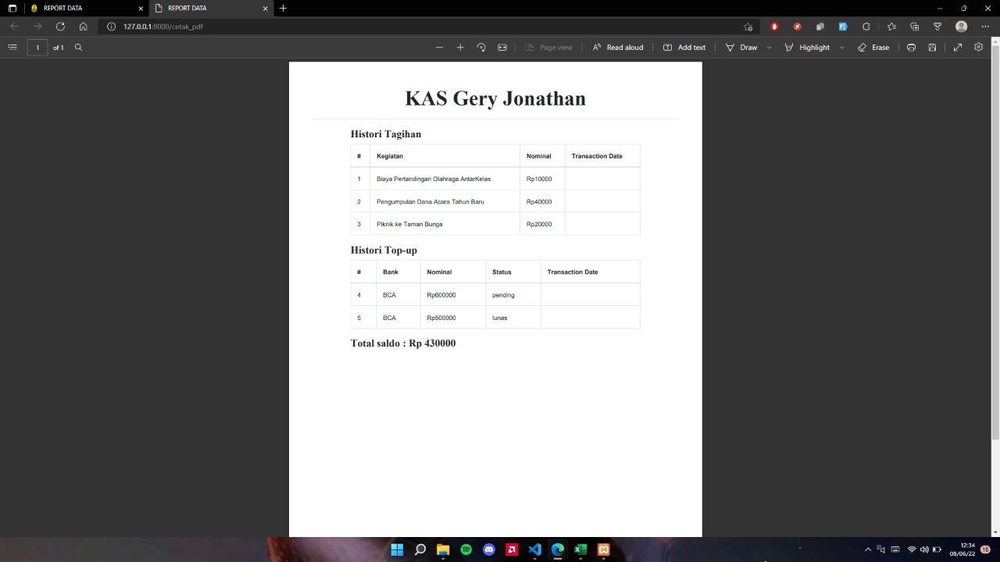 REPORT DATA
REPORT DATA
127.0.0.1:8000/cetak_pdf
1 of 1
Page view
Read aloud
Add text
Draw
Highlight
KAS Gery Jonathan
Histori Tagihan
# Kegiatan Nominal Transaction Date
1 Biaya Pertandingan Olahraga AntarKelas Rp10000
2 Pengumpulan Dana Acara Tahun Baru Rp40000
3 Piknik ke Taman Bunga Rp20000
Histori Top-up
# Bank Nominal Status Transaction Date
4 BCA Rp600000 pending
5 BCA Rp500000 lunas
Total saldo : Rp 430000
12:34
08/06/22
16